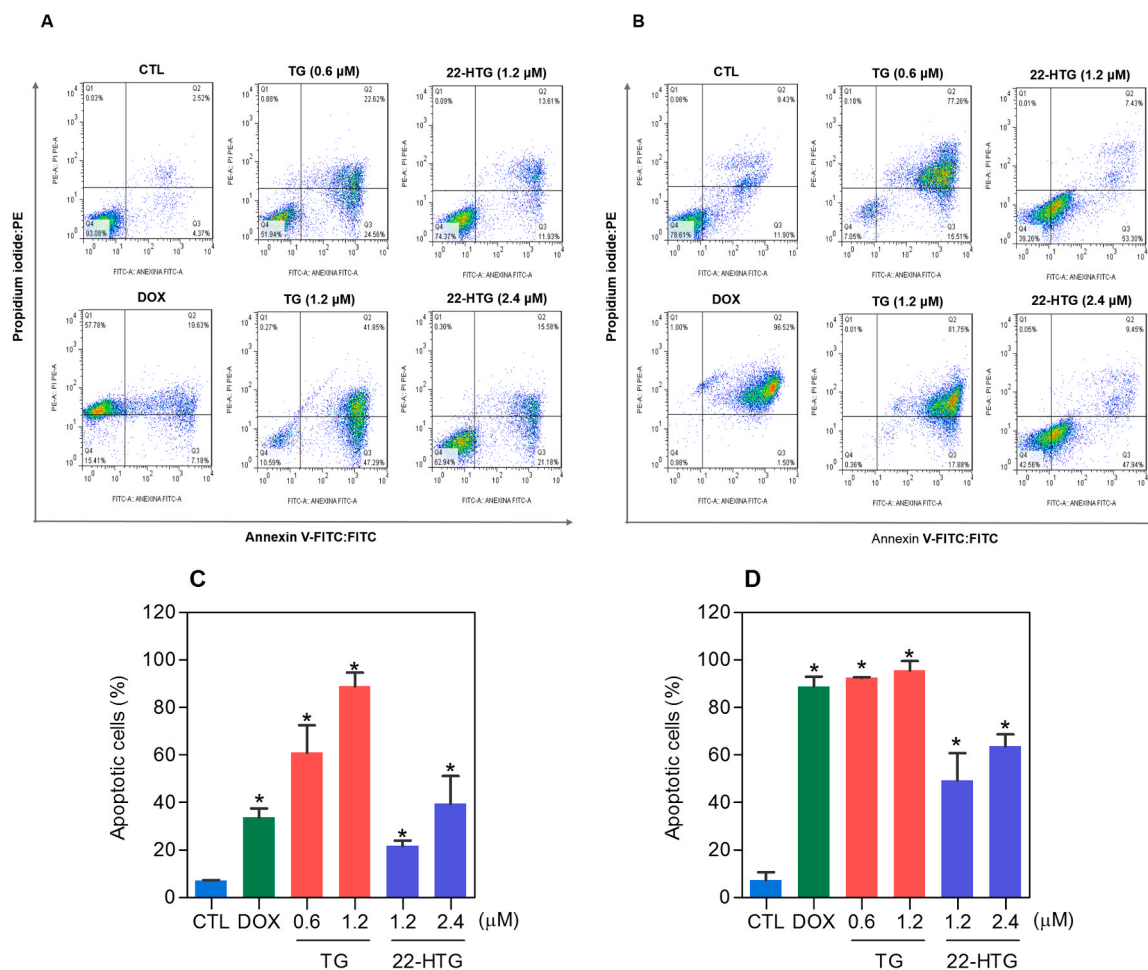 A
B
CTL
TG (0.6 µM)
22-HTG (1.2 µM)
CTL
TG (0.6 µM)
22-HTG (1.2 µM)
Q1
0.03%
Q2
2.52%
Q4
93.08%
Q3
4.37%
Q1
0.88%
Q2
22.62%
Q4
51.94%
Q3
24.56%
Q1
0.09%
Q2
13.61%
Q4
74.37%
Q3
11.93%
Q1
0.06%
Q2
9.43%
Q4
78.61%
Q3
11.90%
Q1
0.18%
Q2
77.26%
Q4
7.05%
Q3
15.51%
Q1
0.01%
Q2
7.43%
Q4
39.26%
Q3
53.30%
PE-A:: PI PE-A
FITC-A:: ANEXINA FITC-A
DOX
TG (1.2 µM)
22-HTG (2.4 µM)
DOX
TG (1.2 µM)
22-HTG (2.4 µM)
Q1
57.78%
Q2
19.63%
Q4
15.41%
Q3
7.18%
Q1
0.27%
Q2
41.85%
Q4
10.59%
Q3
47.29%
Q1
0.30%
Q2
15.58%
Q4
62.94%
Q3
21.18%
Q1
1.00%
Q2
96.52%
Q4
0.98%
Q3
1.50%
Q1
0.01%
Q2
81.75%
Q4
0.36%
Q3
17.88%
Q1
0.05%
Q2
9.45%
Q4
42.56%
Q3
47.94%
PE-A:: PI PE-A
FITC-A:: ANEXINA FITC-A
Propidium iodide:PE
Annexin V-FITC:FITC
Propidium iodide:PE
Annexin V-FITC:FITC
C
Apoptotic cells (%)
120
100
80
60
40
20
0
* * * * *
CTL DOX 0.6 1.2 1.2 2.4 (µM)
TG 22-HTG
D
Apoptotic cells (%)
120
100
80
60
40
20
0
* * * * *
CTL DOX 0.6 1.2 1.2 2.4 (µM)
TG 22-HTG